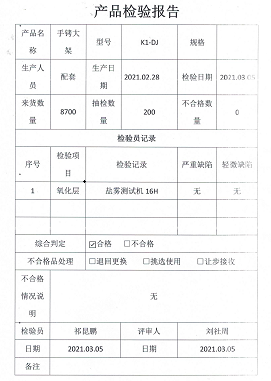 产品检验报告
产品名称 手铐大架 型号 K1-DJ 规格
生产人员 配套 生产日期 2021.02.28 检验日期 2021.03.05
来货数量 8700 抽检数量 200 不合格数量 0
检验员记录
序号 检验项目 检验记录 严重缺陷 轻微缺陷
1 氧化层 盐雾测试机 16H 无 无
综合判定 ☑合格 □不合格
不合格品处理 □退回更换 □挑选使用 □让步接收
不合格情况说明 无
检验员 祁昆鹏 评审人 刘社周
日期 2021.03.05 日期 2021.03.05
备注